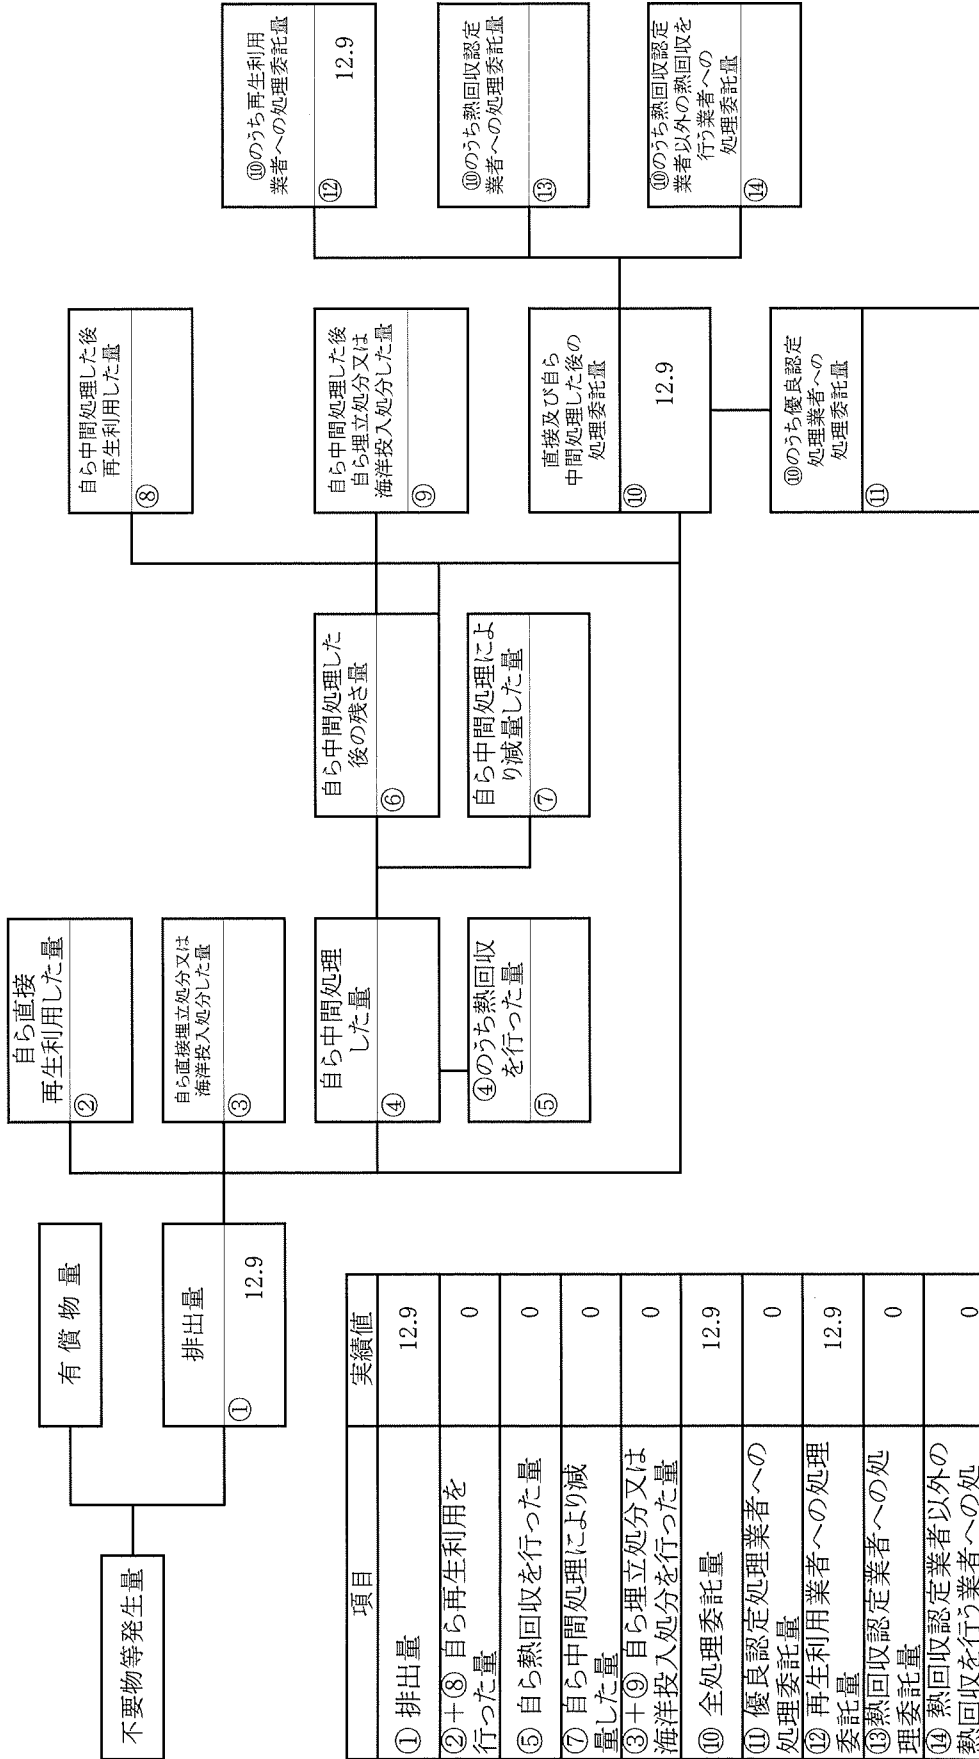 不要物等発生量
有償物量
排出量
①
12.9
自ら直接
再生利用した量
②
自ら直接埋立処分又は
海洋投入処分した量
③
自ら中間処理
した量
④
④のうち熱回収
を行った量
⑤
自ら中間処理した
後の残さ量
⑥
自ら中間処理によ
り減量した量
⑦
自ら中間処理した後
再生利用した量
⑧
自ら中間処理した後
自ら埋立処分又は
海洋投入処分した量
⑨
直接及び自ら
中間処理した後の
処理委託量
⑩
12.9
⑩のうち優良認定
処理業者への
処理委託量
⑪
⑩のうち再生利用
業者への処理委託量
⑫
12.9
⑩のうち熱回収認定
業者への処理委託量
⑬
⑩のうち熱回収認定
業者以外の熱回収を
行う業者への
処理委託量
⑭
項目 実績値
① 排出量 12.9
②+⑧ 自ら再生利用を
行った量 0
⑤ 自ら熱回収を行った量 0
⑦ 自ら中間処理により減
量した量 0
③+⑨ 自ら埋立処分又は
海洋投入処分を行った量 0
⑩ 全処理委託量 12.9
⑪ 優良認定処理業者への
処理委託量 0
⑫ 再生利用業者への処理
委託量 12.9
⑬熱回収認定業者への処
理委託量 0
⑭ 熱回収認定業者以外の
熱回収を行う業者への処 0